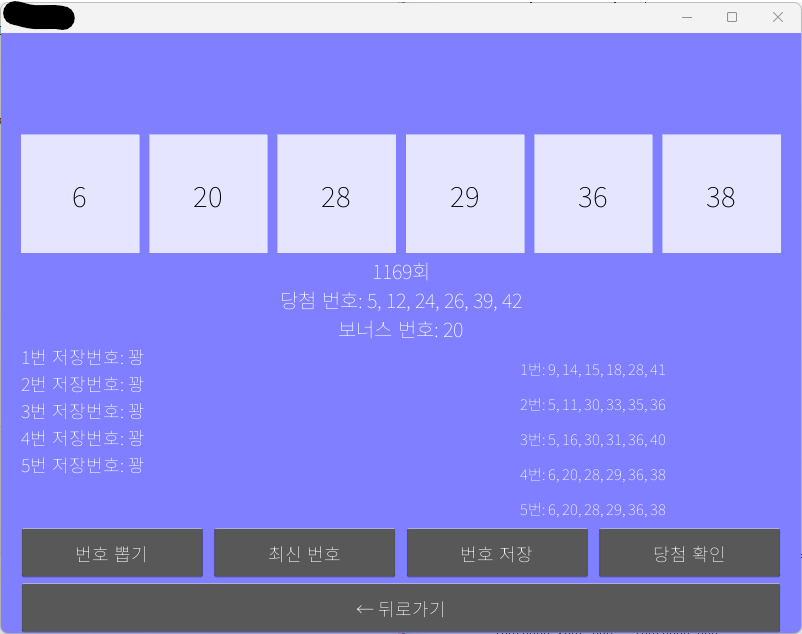 6 20 28 29 36 38
1169회
당첨 번호: 5, 12, 24, 26, 39, 42
보너스 번호: 20
1번 저장번호: 꽝
2번 저장번호: 꽝
3번 저장번호: 꽝
4번 저장번호: 꽝
5번 저장번호: 꽝
1번: 9, 14, 15, 18, 28, 41
2번: 5, 11, 30, 33, 35, 36
3번: 5, 16, 30, 31, 36, 40
4번: 6, 20, 28, 29, 36, 38
5번: 6, 20, 28, 29, 36, 38
번호 뽑기 최신 번호 번호 저장 당첨 확인
← 뒤로가기